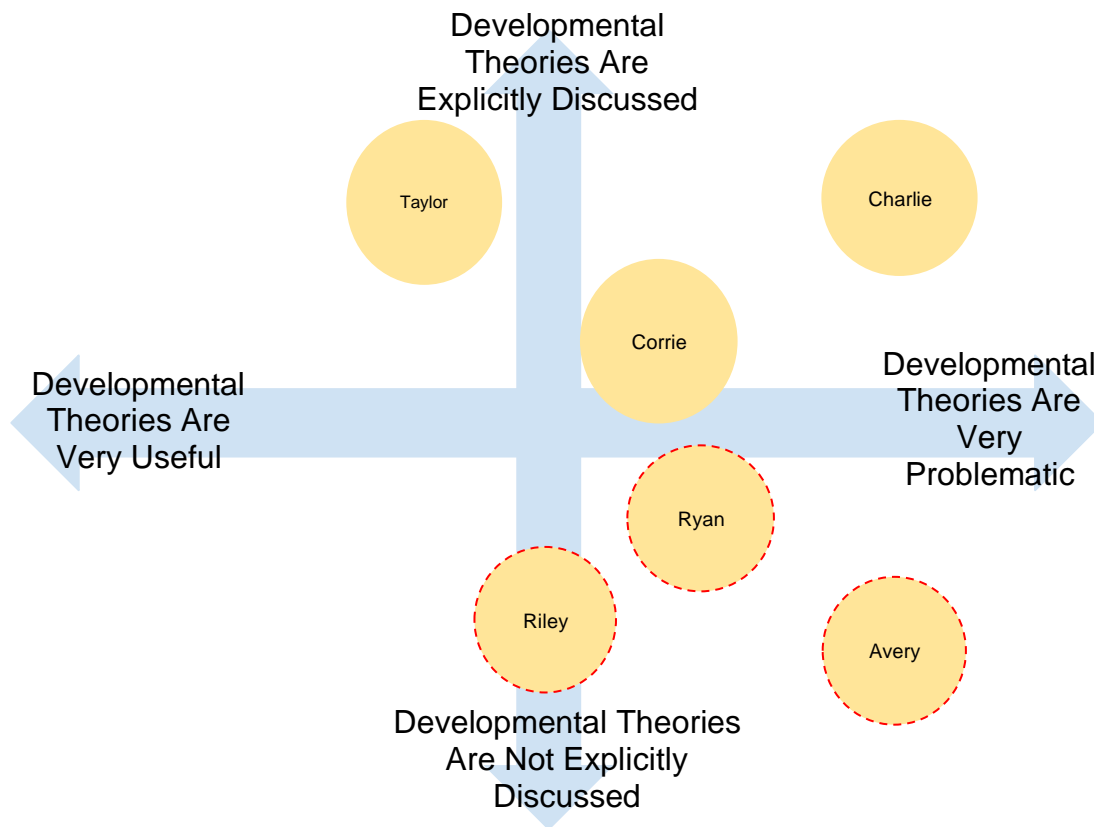 Developmental
Theories Are
Explicitly Discussed
Taylor
Charlie
Corrie
Developmental
Theories Are
Very Useful
Developmental
Theories Are
Very
Problematic
Ryan
Riley
Avery
Developmental Theories
Are Not Explicitly
Discussed